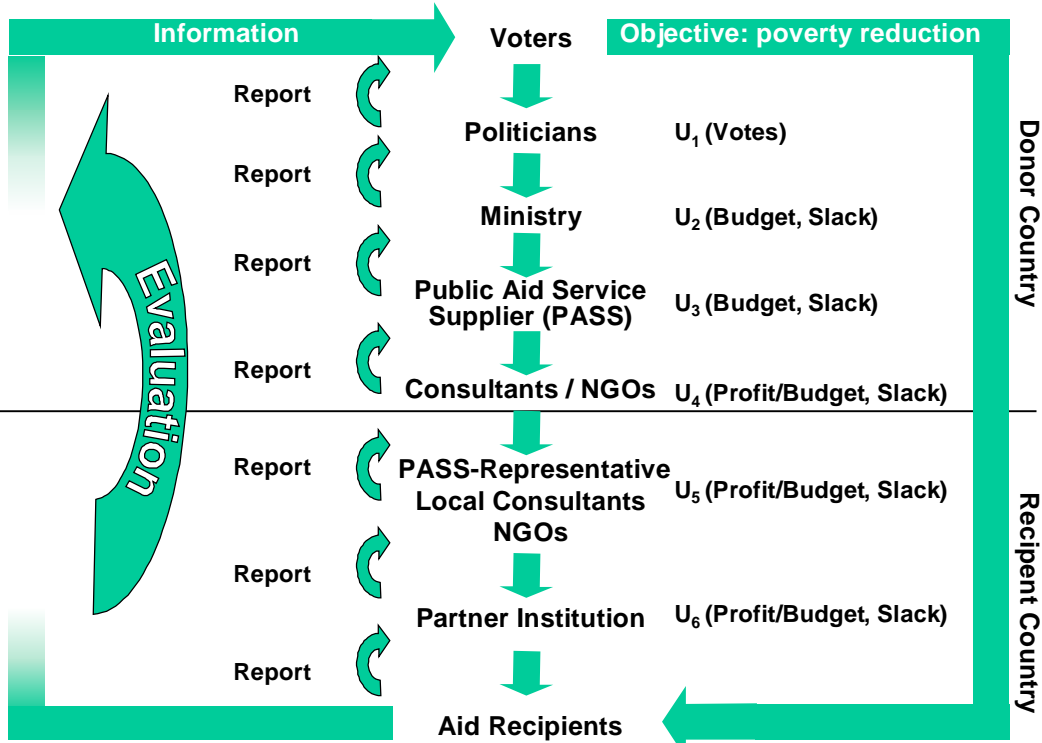 Information
Voters
Objective: poverty reduction
Report
Politicians
U1 (Votes)
Report
Ministry
U2 (Budget, Slack)
Report
Public Aid Service
Supplier (PASS)
U3 (Budget, Slack)
Report
Consultants / NGOs
U4 (Profit/Budget, Slack)
Donor Country
Evaluation
Report
PASS-Representative
Local Consultants
NGOs
U5 (Profit/Budget, Slack)
Report
Partner Institution
U6 (Profit/Budget, Slack)
Report
Aid Recipients
Recipent Country